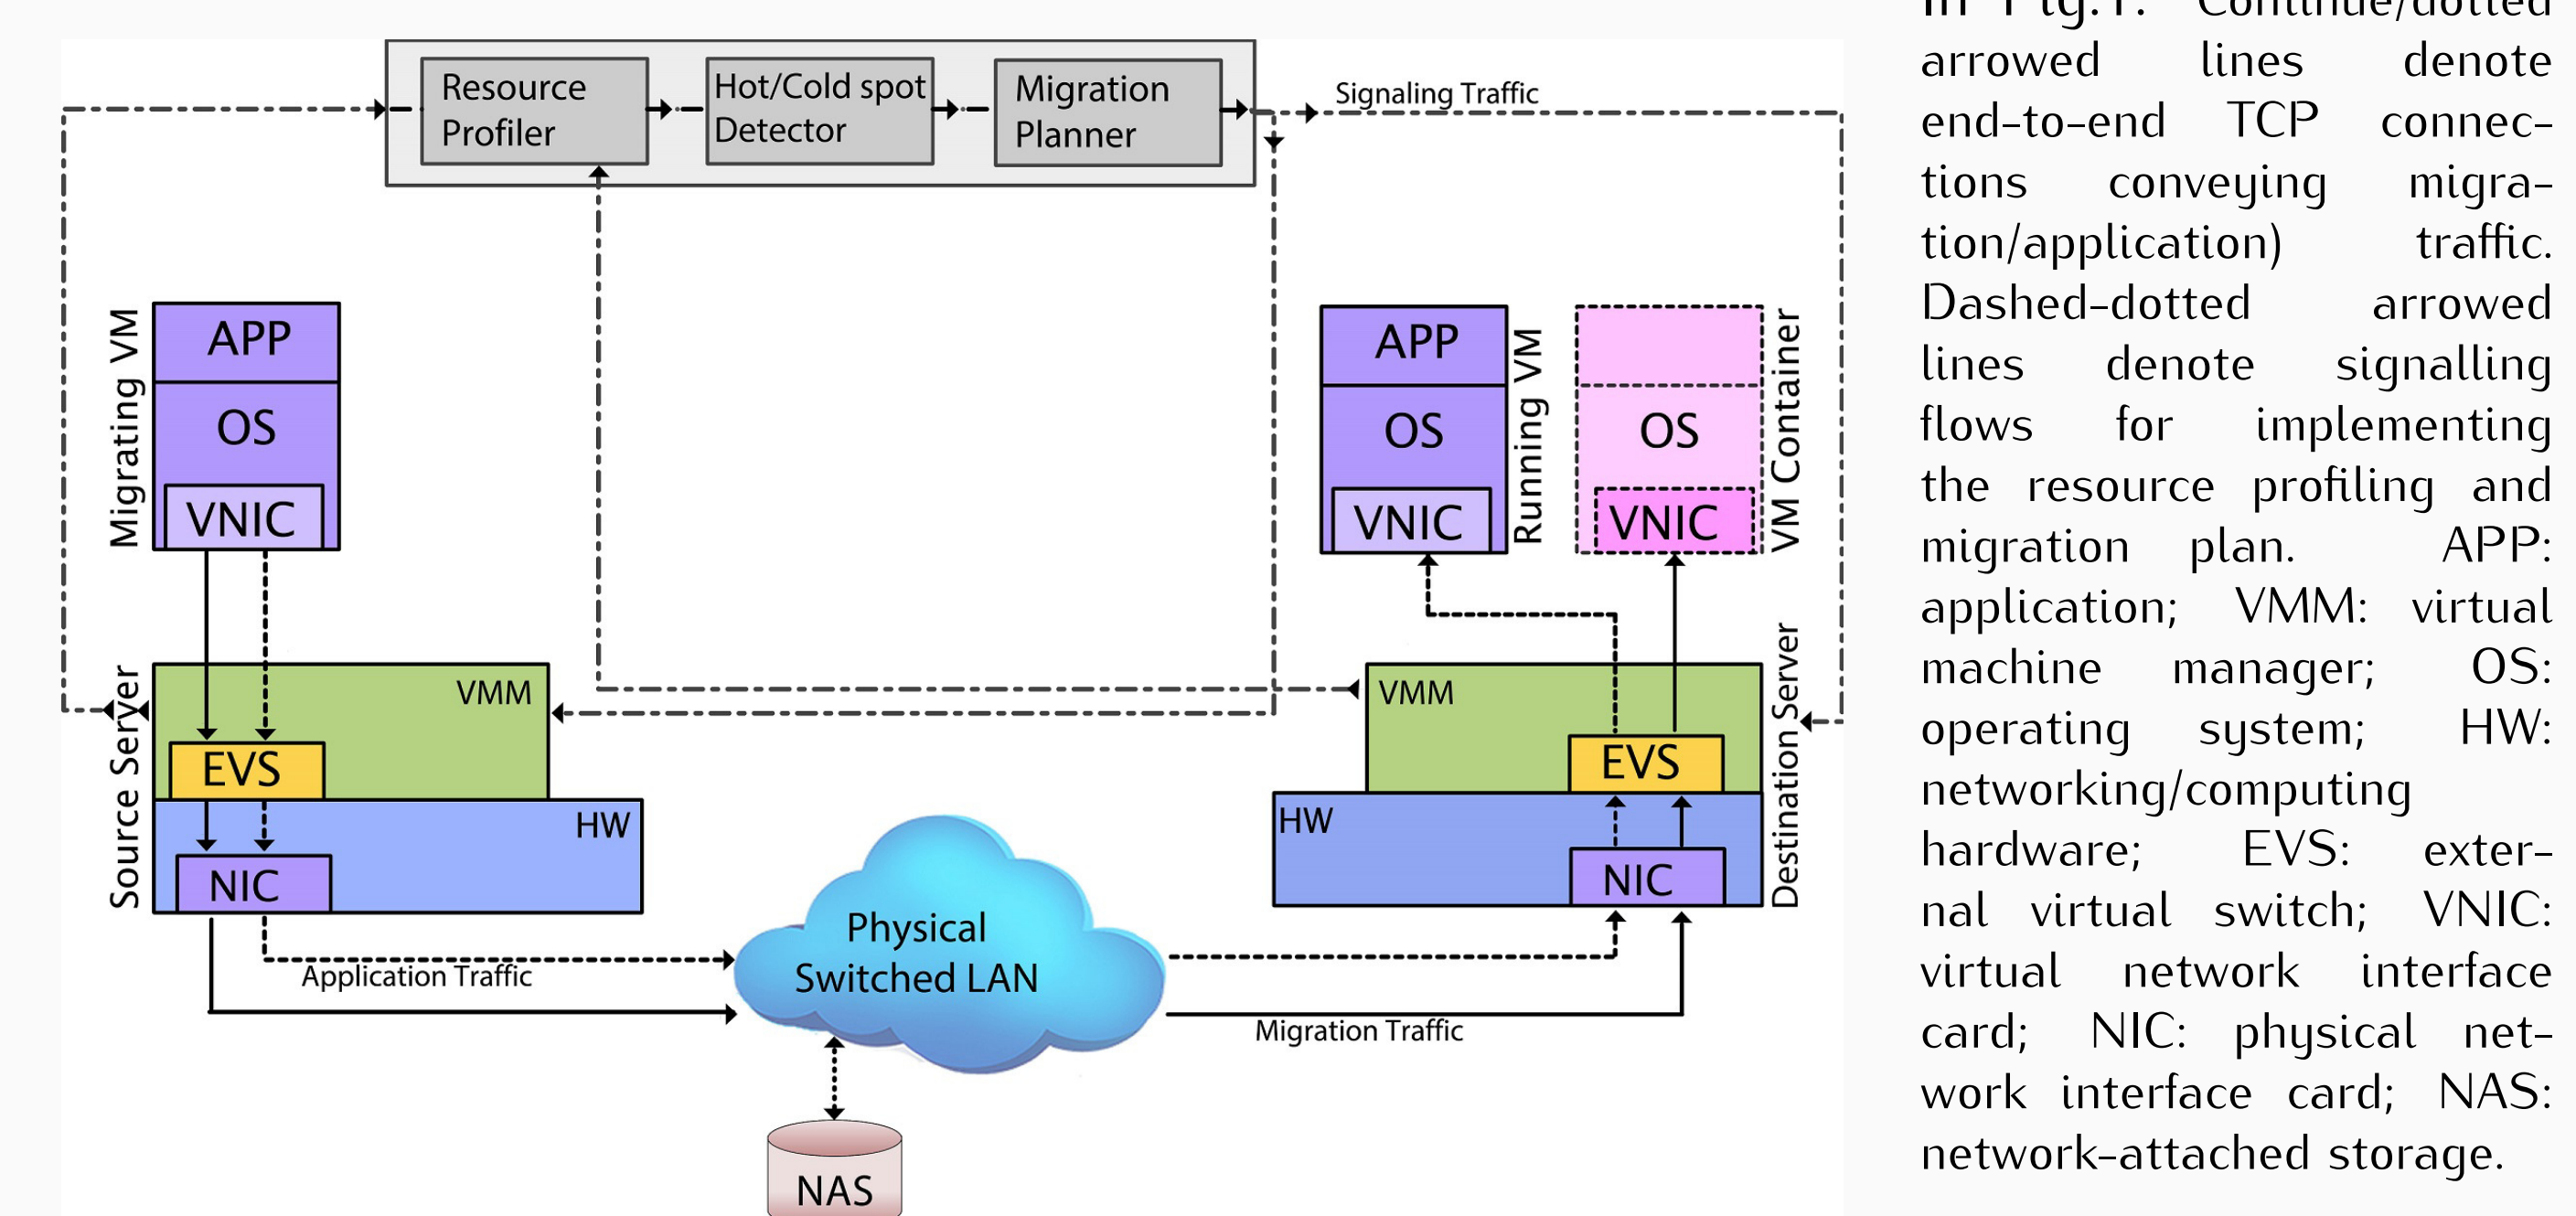 Resource
Profiler
Hot/Cold spot
Detector
Migration
Planner
Signaling Traffic
Migrating VM
APP
OS
VNIC
APP
OS
VNIC
Running VM
OS
VNIC
VM Container
Source Server
VMM
EVS
HW
NIC
VMM
EVS
HW
NIC
Destination Server
Physical
Switched LAN
Application Traffic
Migration Traffic
NAS
in Fig.1. Continue/dotted
arrowed lines denote
end-to-end TCP connec-
tions conveying migra-
tion/application) traffic.
Dashed-dotted arrowed
lines denote signalling
flows for implementing
the resource profiling and
migration plan. APP:
application; VMM: virtual
machine manager; OS:
operating system; HW:
networking/computing
hardware; EVS: exter-
nal virtual switch; VNIC:
virtual network interface
card; NIC: physical net-
work interface card; NAS:
network-attached storage.